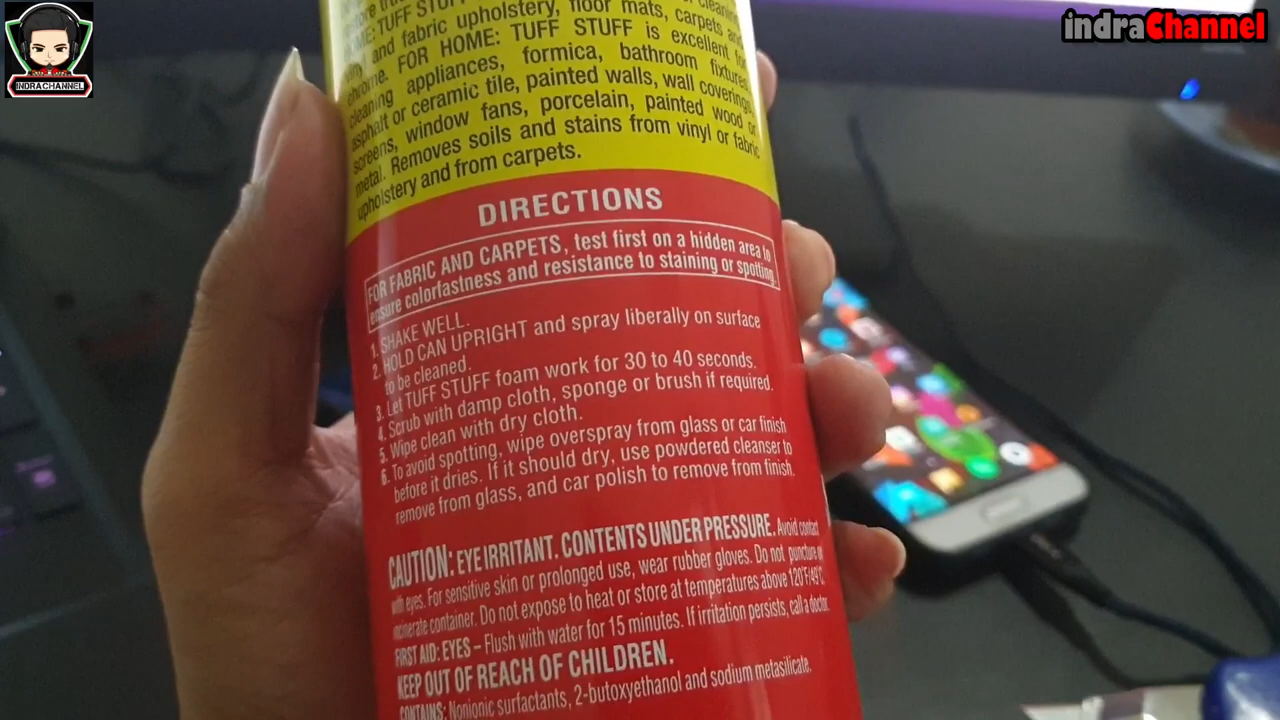 INDRACHANNEL
indraChannel
HOME: TUFF STUFF
and fabric upholstery, floor mats, carpets and
chrome. FOR HOME: TUFF STUFF is excellent for
cleaning appliances, formica, bathroom fixtures,
asphalt or ceramic tile, painted walls, wall coverings,
screens, window fans, porcelain, painted wood or
metal. Removes soils and stains from vinyl or fabric
upholstery and from carpets.
DIRECTIONS
FOR FABRIC AND CARPETS, test first on a hidden area to
ensure colorfastness and resistance to staining or spotting.
1. SHAKE WELL.
2. HOLD CAN UPRIGHT and spray liberally on surface
to be cleaned.
3. Let TUFF STUFF foam work for 30 to 40 seconds.
4. Scrub with damp cloth, sponge or brush if required.
5. Wipe clean with dry cloth.
6. To avoid spotting, wipe overspray from glass or car finish
before it dries. If it should dry, use powdered cleanser to
remove from glass, and car polish to remove from finish.
CAUTION: EYE IRRITANT. CONTENTS UNDER PRESSURE. Avoid contact
with eyes. For sensitive skin or prolonged use, wear rubber gloves. Do not puncture or
incinerate container. Do not expose to heat or store at temperatures above 120°F/49°C.
FIRST AID: EYES – Flush with water for 15 minutes. If irritation persists, call a doctor.
KEEP OUT OF REACH OF CHILDREN.
CONTAINS: Nonionic surfactants, 2-butoxyethanol and sodium metasilicate.